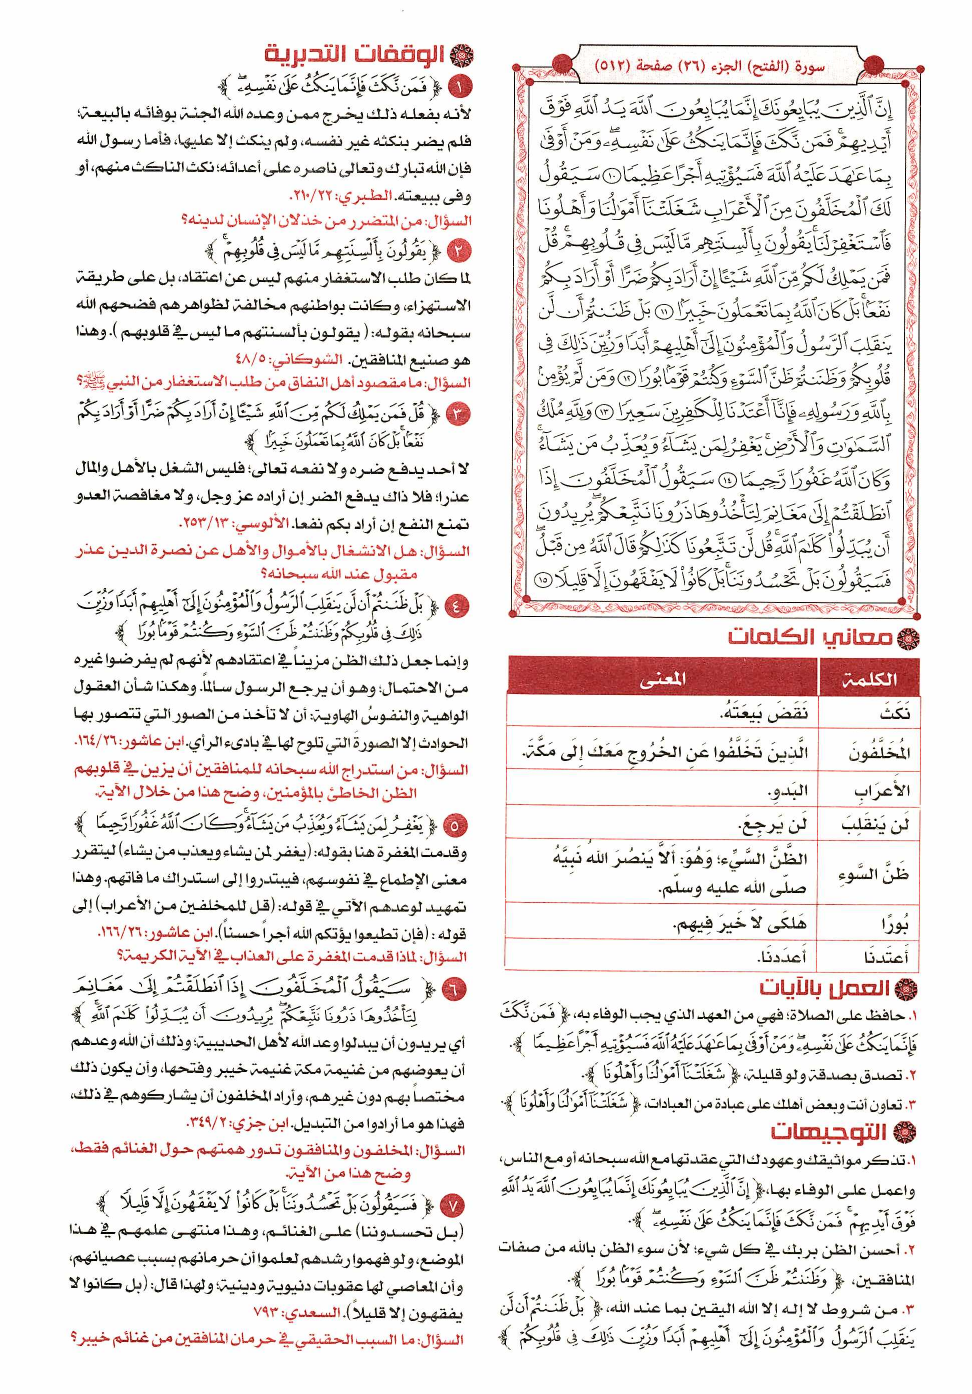 سورة (الفتح) الجزء (٢٦) صفحة (٥١٢)
إِنَّ ٱلَّذِينَ يُبَايِعُونَكَ إِنَّمَا يُبَايِعُونَ ٱللَّهَ يَدُ ٱللَّهِ فَوْقَ
أَيْدِيهِمْ ۚ فَمَن نَّكَثَ فَإِنَّمَا يَنكُثُ عَلَىٰ نَفْسِهِۦ ۖ وَمَنْ أَوْفَىٰ
بِمَا عَـٰهَدَ عَلَيْهُ ٱللَّهَ فَسَيُؤْتِيهِ أَجْرًا عَظِيمًا ١٠ سَيَقُولُ
لَكَ ٱلْمُخَلَّفُونَ مِنَ ٱلْأَعْرَابِ شَغَلَتْنَآ أَمْوَٰلُنَا وَأَهْلُونَا
فَٱسْتَغْفِرْ لَنَا ۚ يَقُولُونَ بِأَلْسِنَتِهِم مَّا لَيْسَ فِى قُلُوبِهِمْ ۚ قُلْ
فَمَن يَمْلِكُ لَكُم مِّنَ ٱللَّهِ شَيْـًٔا إِنْ أَرَادَ بِكُمْ ضَرًّا أَوْ أَرَادَ بِكُمْ
نَفْعًۢا ۚ بَلْ كَانَ ٱللَّهُ بِمَا تَعْمَلُونَ خَبِيرًۢا ١١ بَلْ ظَنَنتُمْ أَن لَّن
يَنقَلِبَ ٱلرَّسُولُ وَٱلْمُؤْمِنُونَ إِلَىٰٓ أَهْلِيهِمْ أَبَدًا وَزُيِّنَ ذَٰلِكَ فِى
قُلُوبِكُمْ وَظَنَنتُمْ ظَنَّ ٱلسَّوْءِ وَكُنتُمْ قَوْمًۢا بُورًا ١٢ وَمَن لَّمْ يُؤْمِنۢ
بِٱللَّهِ وَرَسُولِهِۦ فَإِنَّآ أَعْتَدْنَا لِلْكَـٰفِرِينَ سَعِيرًا ١٣ وَلِلَّهِ مُلْكُ
ٱلسَّمَـٰوَٰتِ وَٱلْأَرْضِ ۚ يَغْفِرُ لِمَن يَشَآءُ وَيُعَذِّبُ مَن يَشَآءُ ۚ
وَكَانَ ٱللَّهُ غَفُورًا رَّحِيمًا ١٤ سَيَقُولُ ٱلْمُخَلَّفُونَ إِذَا
ٱنطَلَقْتُمْ إِلَىٰ مَغَانِمَ لِتَأْخُذُوهَا ذَرُونَا نَتَّبِعْكُمْ ۖ يُرِيدُونَ
أَن يُبَدِّلُوا۟ كَلَـٰمَ ٱللَّهِ ۚ قُل لَّن تَتَّبِعُونَا كَذَٰلِكُمْ قَالَ ٱللَّهُ مِن قَبْلُ ۖ
فَسَيَقُولُونَ بَلْ تَحْسُدُونَنَا ۚ بَلْ كَانُوا۟ لَا يَفْقَهُونَ إِلَّا قَلِيلًا ١٥
معاني الكلمات
الكلمة المعنى
نَكَثَ نَقَضَ بَيعَتَهُ.
المُخَلَّفُونَ الَّذِينَ تَخَلَّفُوا عَنِ الخُرُوجِ مَعَكَ إِلَى مَكَّةَ.
الأَعرَابِ البَدوِ.
لَن يَنقَلِبَ لَن يَرجِعَ.
ظَنَّ السَّوءِ الظَّنَّ السَّيِّءَ؛ وَهُوَ: أَلاَّ يَنصُرَ اللهُ نَبِيَّهُ
صلّى الله عليه وسلّم.
بُورًا هَلكَى لاَ خَيرَ فِيهِم.
أَعتَدنَا أَعدَدنَا.
العمل بالآيات
١. حافظ على الصلاة؛ فهي من العهد الذي يجب الوفاء به، ﴿ فَمَن نَّكَثَ
فَإِنَّمَا يَنكُثُ عَلَىٰ نَفْسِهِۦ ۖ وَمَنْ أَوْفَىٰ بِمَا عَـٰهَدَ عَلَيْهُ ٱللَّهَ فَسَيُؤْتِيهِ أَجْرًا عَظِيمًا ﴾.
٢. تصدق بصدقة ولو قليلة، ﴿ شَغَلَتْنَآ أَمْوَٰلُنَا وَأَهْلُونَا ﴾.
٣. تعاون أنت وبعض أهلك على عبادة من العبادات، ﴿ شَغَلَتْنَآ أَمْوَٰلُنَا وَأَهْلُونَا ﴾.
التوجيهات
١. تذكر مواثيقك وعهودك التي عقدتها مع الله سبحانه أو مع الناس،
واعمل على الوفاء بها، ﴿ إِنَّ ٱلَّذِينَ يُبَايِعُونَكَ إِنَّمَا يُبَايِعُونَ ٱللَّهَ يَدُ ٱللَّهِ
فَوْقَ أَيْدِيهِمْ ۚ فَمَن نَّكَثَ فَإِنَّمَا يَنكُثُ عَلَىٰ نَفْسِهِۦ ۖ ﴾.
٢. أحسن الظن بربك في كل شيء؛ لأن سوء الظن بالله من صفات
المنافقين، ﴿ وَظَنَنتُمْ ظَنَّ ٱلسَّوْءِ وَكُنتُمْ قَوْمًۢا بُورًا ﴾.
٣. من شروط لا إله إلا الله اليقين بما عند الله، ﴿ بَلْ ظَنَنتُمْ أَن لَّن
يَنقَلِبَ ٱلرَّسُولُ وَٱلْمُؤْمِنُونَ إِلَىٰٓ أَهْلِيهِمْ أَبَدًا وَزُيِّنَ ذَٰلِكَ فِى قُلُوبِكُمْ ﴾
الوقفات التدبرية
١ ﴿ فَمَن نَّكَثَ فَإِنَّمَا يَنكُثُ عَلَىٰ نَفْسِهِۦ ۖ ﴾
لأنه بفعله ذلك يخرج ممن وعده الله الجنة بوفائه بالبيعة؛
فلم يضر بنكثه غير نفسه، ولم ينكث إلا عليها، فأما رسول الله
فإن الله تبارك وتعالى ناصره على أعدائه؛ نكث الناكث منهم، أو
وفى ببيعته. الطبري: ٢١٠/٢٢.
السؤال: من المتضرر من خذلان الإنسان لدينه؟
٢ ﴿ يَقُولُونَ بِأَلْسِنَتِهِم مَّا لَيْسَ فِى قُلُوبِهِمْ ۚ ﴾
لما كان طلب الاستغفار منهم ليس عن اعتقاد، بل على طريقة
الاستهزاء، وكانت بواطنهم مخالفة لظواهرهم فضحهم الله
سبحانه بقوله: ( يقولون بألسنتهم ما ليس في قلوبهم ). وهذا
هو صنيع المنافقين. الشوكاني: ٤٨/٥.
السؤال: ما مقصود أهل النفاق من طلب الاستغفار من النبي ﷺ؟
٣ ﴿ قُلْ فَمَن يَمْلِكُ لَكُم مِّنَ ٱللَّهِ شَيْـًٔا إِنْ أَرَادَ بِكُمْ ضَرًّا أَوْ أَرَادَ بِكُمْ
نَفْعًۢا ۚ بَلْ كَانَ ٱللَّهُ بِمَا تَعْمَلُونَ خَبِيرًۢا ﴾
لا أحد يدفع ضره ولا نفعه تعالى؛ فليس الشغل بالأهل والمال
عذرا؛ فلا ذاك يدفع الضر إن أراده عز وجل، ولا مغافصة العدو
تمنع النفع إن أراد بكم نفعا. الألوسي: ٢٥٣/١٣.
السؤال: هل الانشغال بالأموال والأهل عن نصرة الدين عذر
مقبول عند الله سبحانه؟
٤ ﴿ بَلْ ظَنَنتُمْ أَن لَّن يَنقَلِبَ ٱلرَّسُولُ وَٱلْمُؤْمِنُونَ إِلَىٰٓ أَهْلِيهِمْ أَبَدًا وَزُيِّنَ
ذَٰلِكَ فِى قُلُوبِكُمْ وَظَنَنتُمْ ظَنَّ ٱلسَّوْءِ وَكُنتُمْ قَوْمًۢا بُورًا ﴾
وإنما جعل ذلك الظن مزيناً في اعتقادهم لأنهم لم يفرضوا غيره
من الاحتمال؛ وهو أن يرجع الرسول سالماً. وهكذا شأن العقول
الواهية والنفوسُ الهاوية: أن لا تأخذ من الصور التي تتصور بها
الحوادث إلا الصورةَ التي تلوح لها في بادىء الرأي. ابن عاشور: ١٦٤/٢٦.
السؤال: من استدراج الله سبحانه للمنافقين أن يزين في قلوبهم
الظن الخاطئ بالمؤمنين، وضح هذا من خلال الآية.
٥ ﴿ يَغْفِرُ لِمَن يَشَآءُ وَيُعَذِّبُ مَن يَشَآءُ ۚ وَكَانَ ٱللَّهُ غَفُورًا رَّحِيمًا ﴾
وقدمت المغفرة هنا بقوله: (يغفر لمن يشاء ويعذب من يشاء) ليتقرر
معنى الإطماع في نفوسهم، فيبتدروا إلى استدراك ما فاتهم. وهذا
تمهيد لوعدهم الآتي في قوله: (قل للمخلفين من الأعراب) إلى
قوله : (فإن تطيعوا يؤتكم الله أجراً حسناً). ابن عاشور: ١٦٦/٢٦.
السؤال: لماذا قدمت المغفرة على العذاب في الآية الكريمة؟
٦ ﴿ سَيَقُولُ ٱلْمُخَلَّفُونَ إِذَا ٱنطَلَقْتُمْ إِلَىٰ مَغَانِمَ
لِتَأْخُذُوهَا ذَرُونَا نَتَّبِعْكُمْ ۖ يُرِيدُونَ أَن يُبَدِّلُوا۟ كَلَـٰمَ ٱللَّهِ ۚ ﴾
أي يريدون أن يبدلوا وعد الله لأهل الحديبية؛ وذلك أن الله وعدهم
أن يعوضهم من غنيمة مكة غنيمة خيبر وفتحها، وأن يكون ذلك
مختصاً بهم دون غيرهم، وأراد المخلفون أن يشاركوهم في ذلك،
فهذا هو ما أرادوا من التبديل. ابن جزي: ٣٤٩/٢.
السؤال: المخلفون والمنافقون تدور همتهم حول الغنائم فقط،
وضح هذا من الآية.
٧ ﴿ فَسَيَقُولُونَ بَلْ تَحْسُدُونَنَا ۚ بَلْ كَانُوا۟ لَا يَفْقَهُونَ إِلَّا قَلِيلًا ﴾
(بل تحسدوننا) على الغنائم، وهذا منتهى علمهم في هذا
الموضع، ولو فهموا رشدهم لعلموا أن حرمانهم بسبب عصيانهم،
وأن المعاصي لها عقوبات دنيوية ودينية؛ ولهذا قال: (بل كانوا لا
يفقهون إلا قليلاً). السعدي: ٧٩٣
السؤال: ما السبب الحقيقي في حرمان المنافقين من غنائم خيبر؟